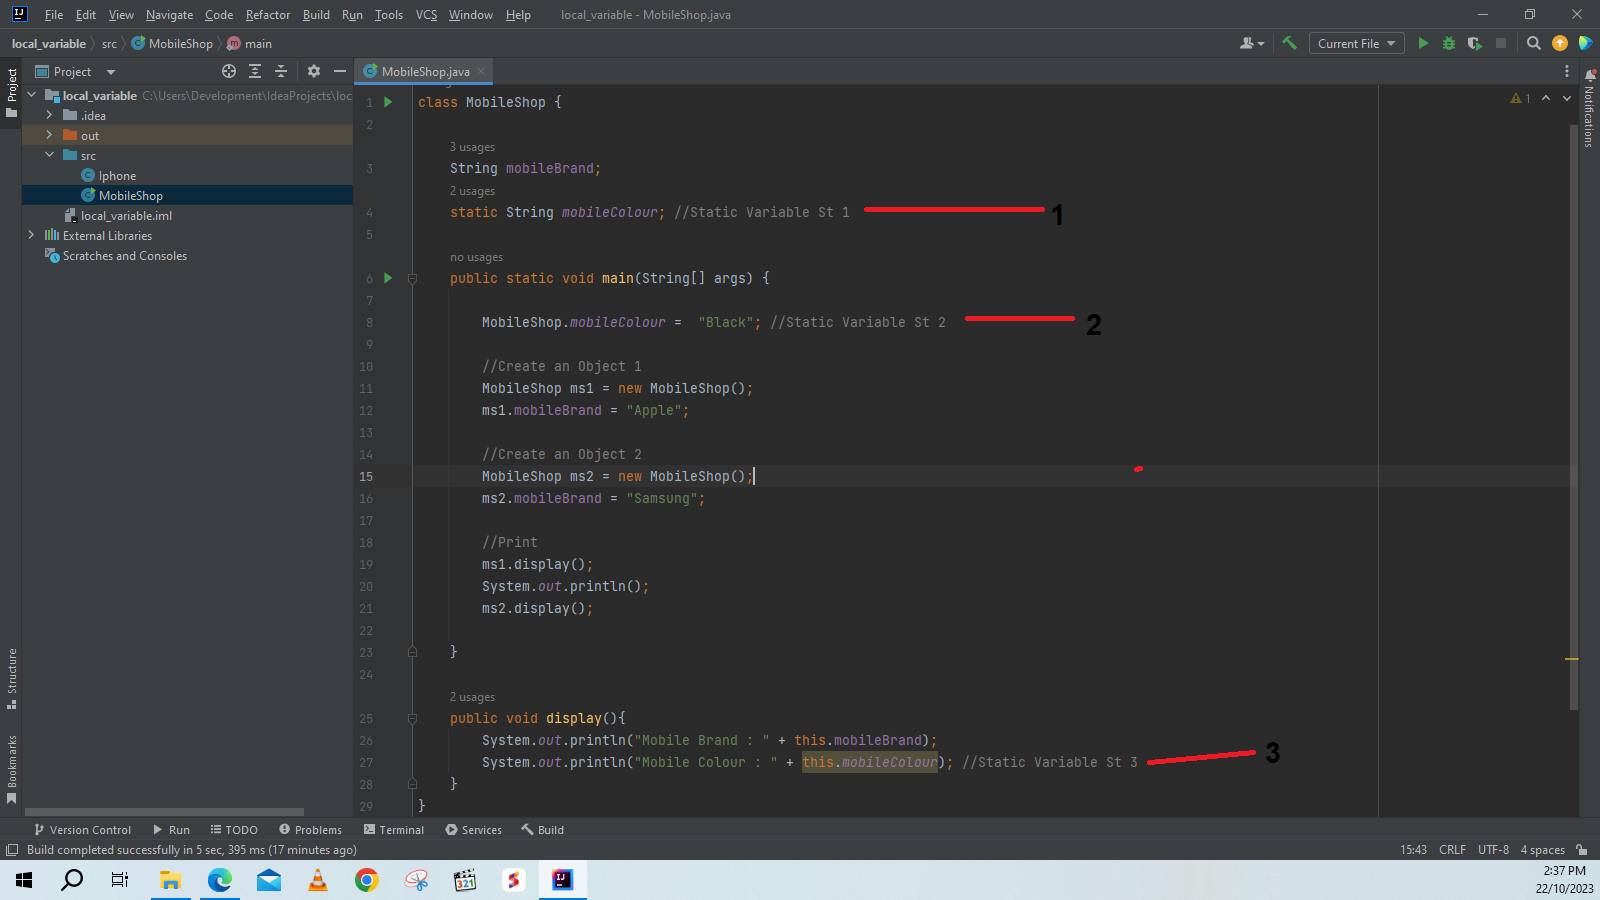 File Edit View Navigate Code Refactor Build Run Tools VCS Window Help local_variable - MobileShop.java
local_variable src MobileShop main Current File
Project MobileShop.java
local_variable C:\Users\Development\IdeaProjects\loc
.idea
out
src
Iphone
MobileShop
local_variable.iml
External Libraries
Scratches and Consoles
Project
Structure
Bookmarks
1 class MobileShop {
2
3 usages
3 String mobileBrand;
2 usages
4 static String mobileColour; //Static Variable St 1 1
5
no usages
6 public static void main(String[] args) {
7
8 MobileShop.mobileColour = "Black"; //Static Variable St 2 2
9
10 //Create an Object 1
11 MobileShop ms1 = new MobileShop();
12 ms1.mobileBrand = "Apple";
13
14 //Create an Object 2
15 MobileShop ms2 = new MobileShop();
16 ms2.mobileBrand = "Samsung";
17
18 //Print
19 ms1.display();
20 System.out.println();
21 ms2.display();
22
23 }
24
2 usages
25 public void display(){
26 System.out.println("Mobile Brand : " + this.mobileBrand);
27 System.out.println("Mobile Colour : " + this.mobileColour); //Static Variable St 3 3
28 }
29 }
1
Notifications
Version Control Run TODO Problems Terminal Services Build
Build completed successfully in 5 sec, 395 ms (17 minutes ago) 15:43 CRLF UTF-8 4 spaces
321
2:37 PM
22/10/2023